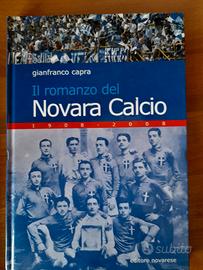 gianfranco capra
Il romanzo del
Novara Calcio
1908-2008
editore novarese
subito